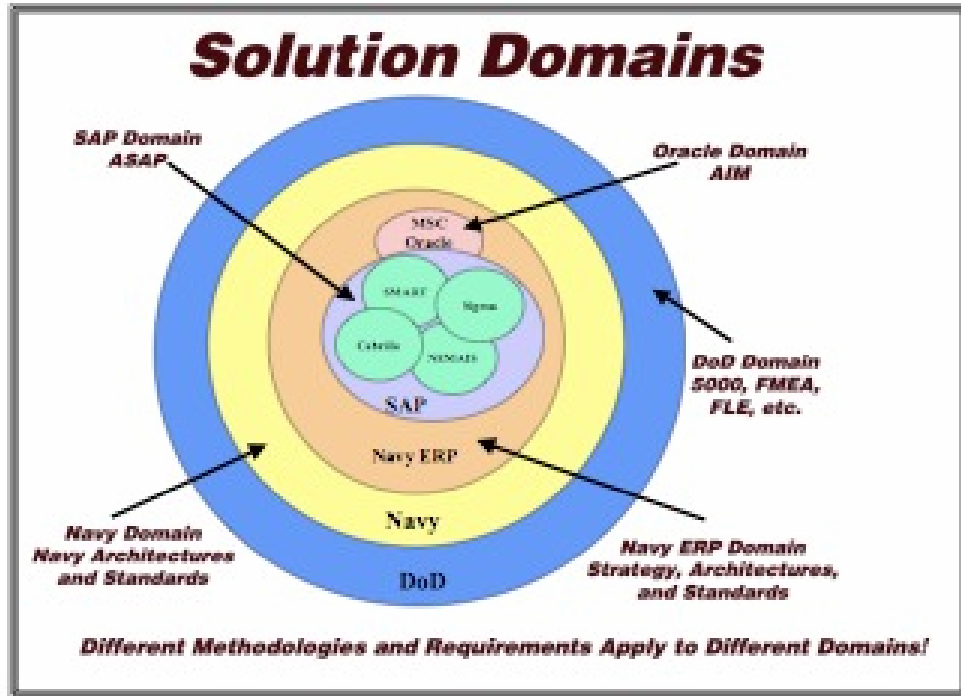 Solution Domains
SAP Domain
ASAP
Oracle Domain
AIM
MSC
Oracle
SMART
Sigma
Cabrillo
NEMAIS
SAP
Navy ERP
Navy
DoD
DoD Domain
5000, FMEA,
FLE, etc.
Navy Domain
Navy Architectures
and Standards
Navy ERP Domain
Strategy, Architectures,
and Standards
Different Methodologies and Requirements Apply to Different Domains!